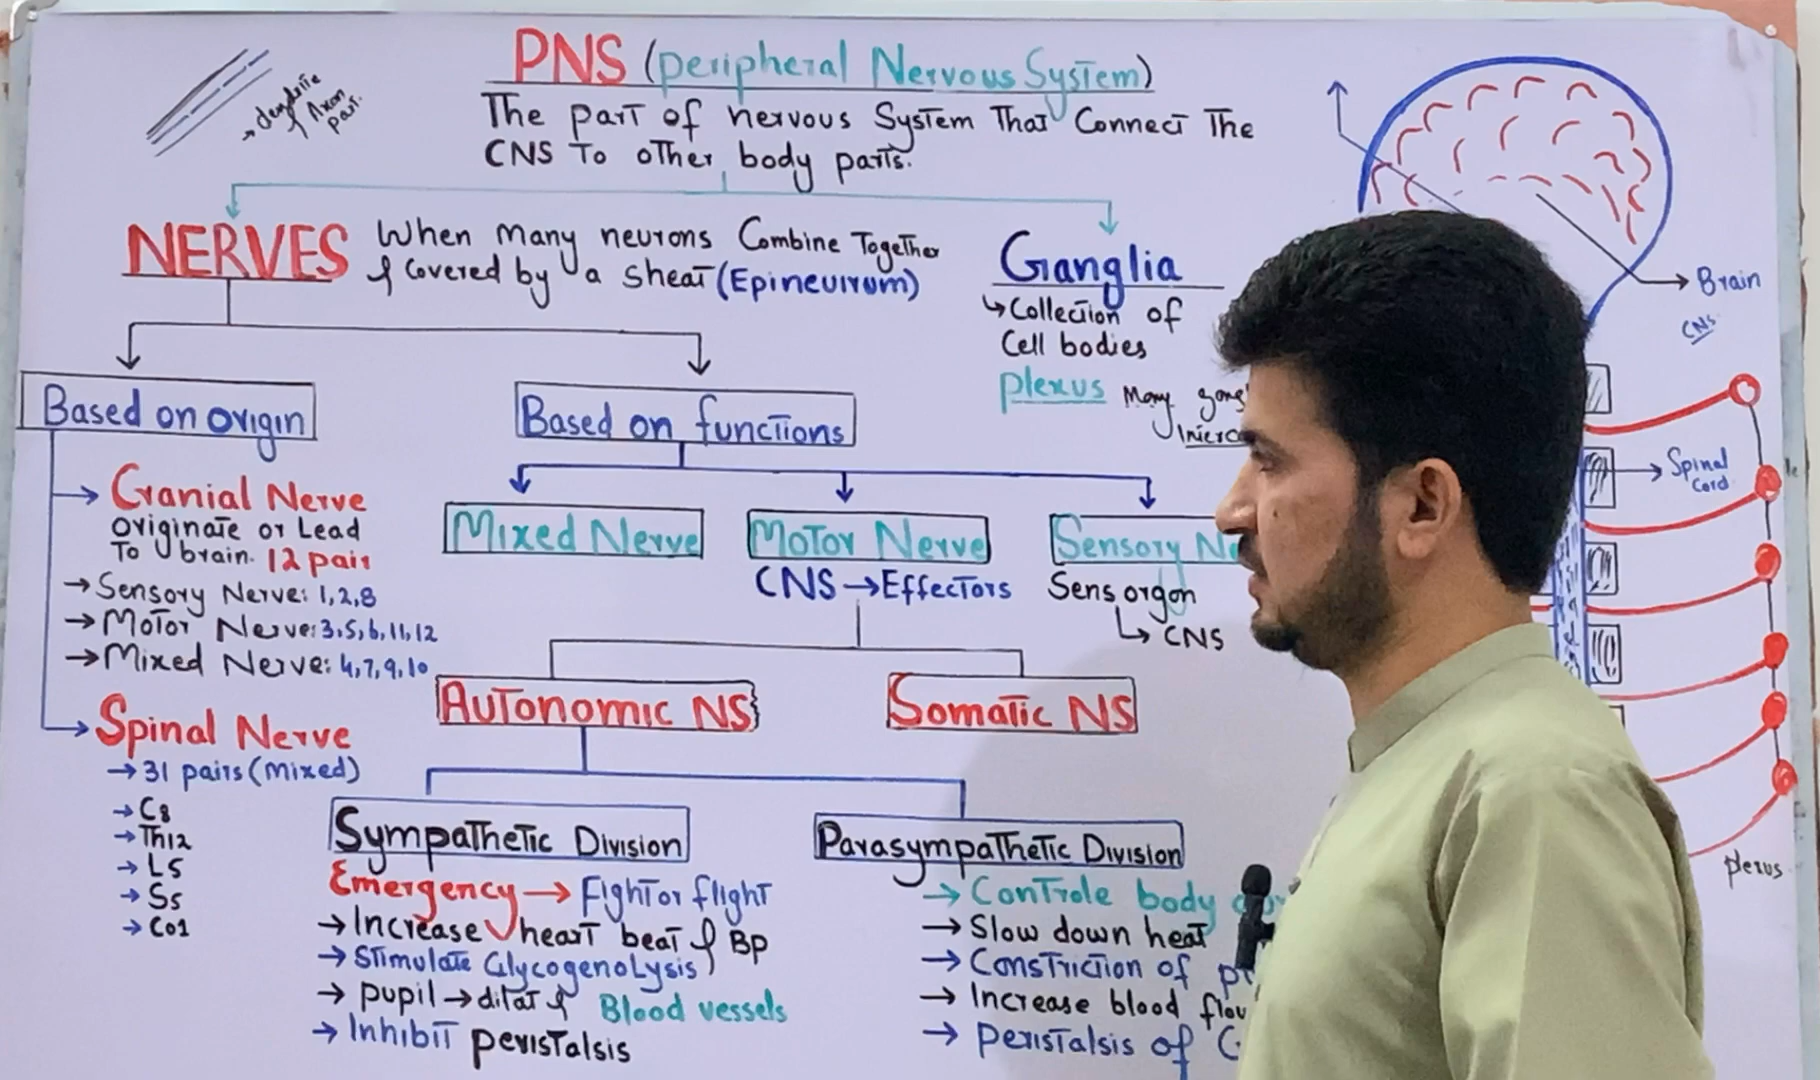 PNS (peripheral Nervous System)
→ dendrite
& Axon
part.
The part of nervous System That Connect The
CNS To other body parts.
NERVES
When many neurons Combine Together
& Covered by a sheat (Epineuirum)
Ganglia
↳ Collection of
Cell bodies
plexus Many
Brain
CNS
Spinal
Cord
plexus
Based on origin
Based on functions
→ Cranial Nerve
originate or Lead
To brain. 12 pair
→ Sensory Nerve: 1,2,8
→ Motor Nerve: 3,5,6,11,12
→ Mixed Nerve: 4,7,9,10
→ Spinal Nerve
→ 31 pairs (Mixed)
→ C8
→ Th12
→ L5
→ S5
→ Co1
Mixed Nerve
Motor Nerve
CNS → Effectors
Sensory
Sens orgon
↳ CNS
Autonomic NS
Somatic NS
Sympathetic Division
Emergency → Fight or flight
→ Increase heart beat & BP
→ Stimulate Glycogenolysis
→ pupil → dilat & Blood vessels
→ Inhibit peristalsis
Parasympathetic Division
→ Controle body
→ Slow down heat
→ Constriction of
→ Increase blood
→ peristalsis of